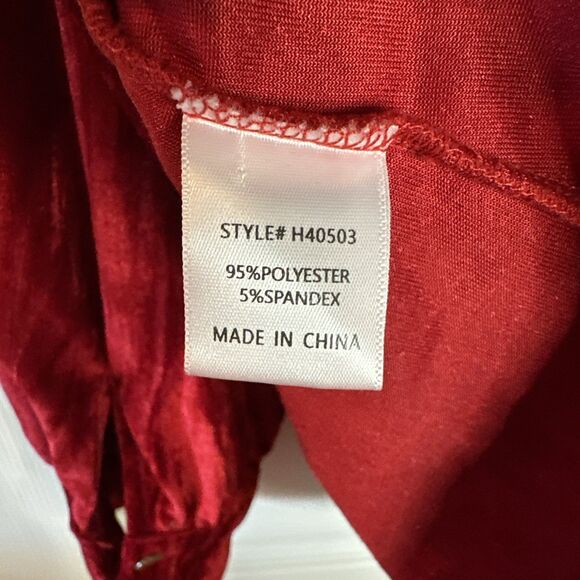 STYLE# H40503
95%POLYESTER
5%SPANDEX
MADE IN CHINA